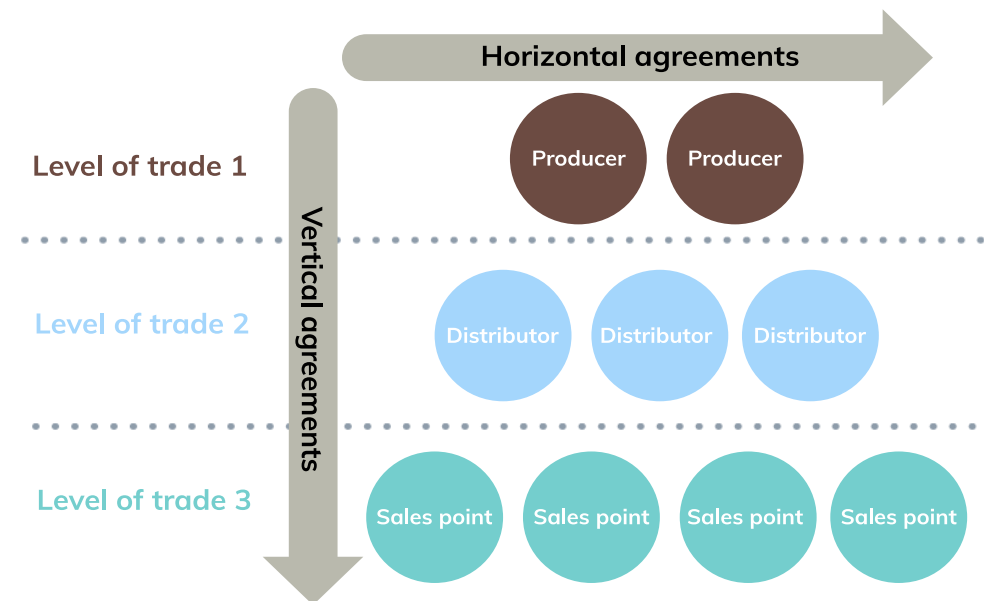 Horizontal agreements
Vertical agreements
Level of trade 1
Producer
Producer
Level of trade 2
Distributor
Distributor
Distributor
Level of trade 3
Sales point
Sales point
Sales point
Sales point